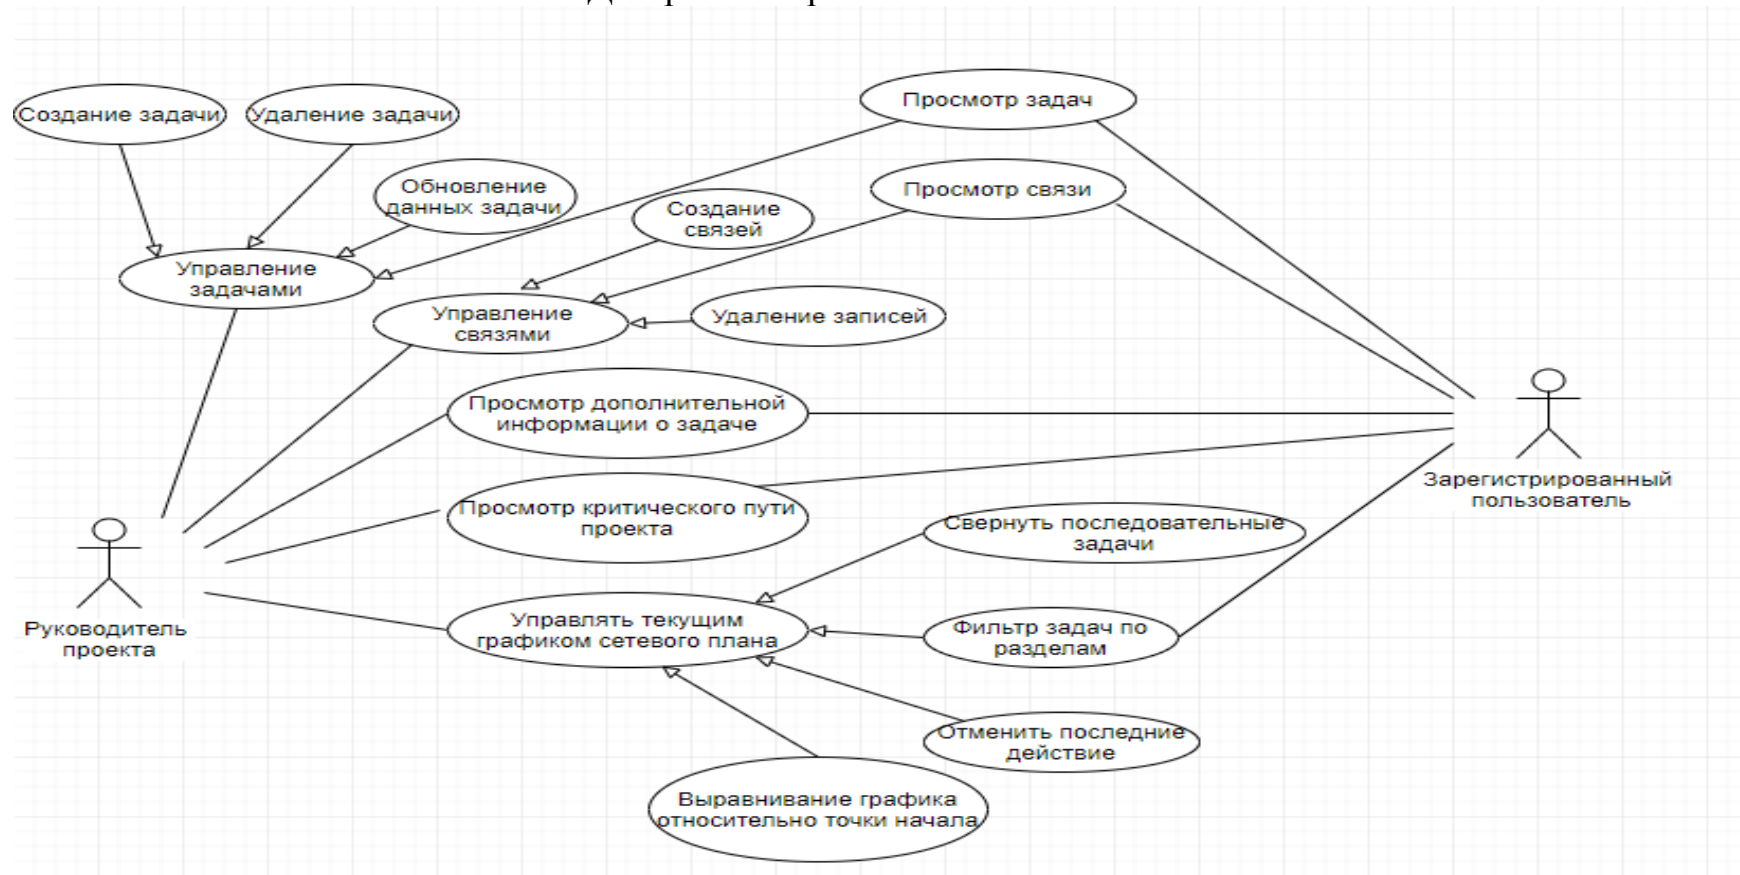 Создание задачи
Удаление задачи
Просмотр задач
Обновление
данных задачи
Создание
связей
Просмотр связи
Управление
задачами
Управление
связями
Удаление записей
Просмотр дополнительной
информации о задаче
Зарегистрированный
пользователь
Просмотр критического пути
проекта
Свернуть последовательные
задачи
Руководитель
проекта
Управлять текущим
графиком сетевого плана
Фильтр задач по
разделам
Отменить последние
действие
Выравнивание графика
относительно точки начала